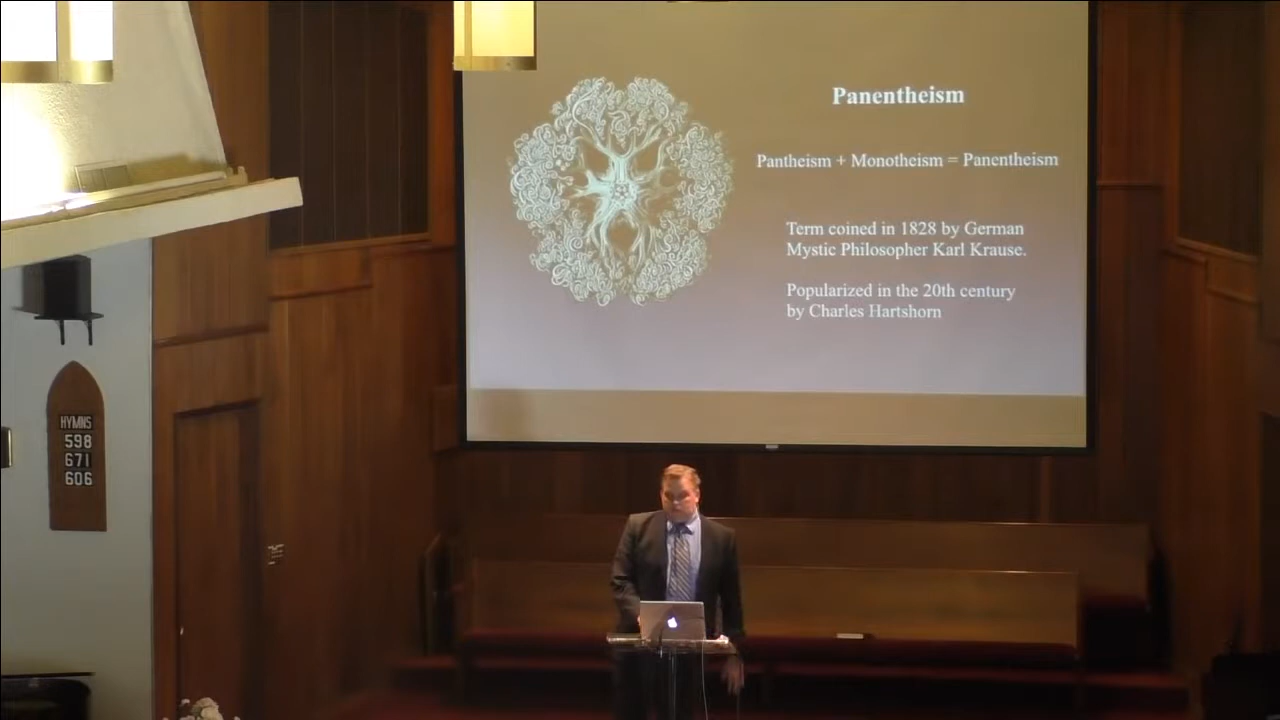 Panentheism
Pantheism + Monotheism = Panentheism
Term coined in 1828 by German
Mystic Philosopher Karl Krause.
Popularized in the 20th century
by Charles Hartshorn
HYMNS
598
671
606